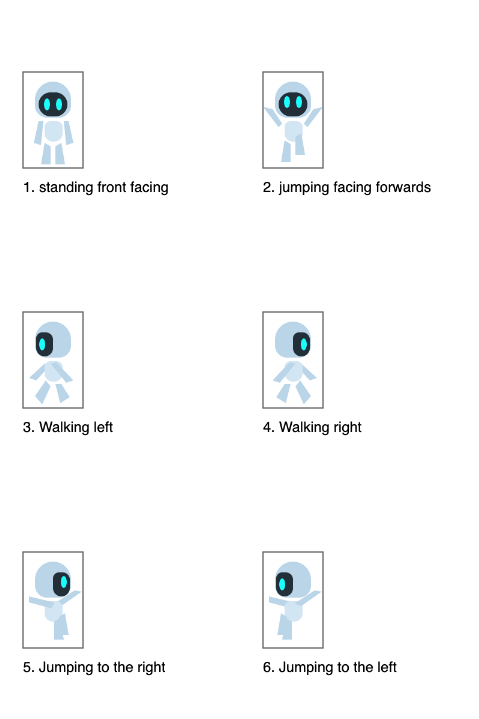 1. standing front facing
2. jumping facing forwards
3. Walking left
4. Walking right
5. Jumping to the right
6. Jumping to the left